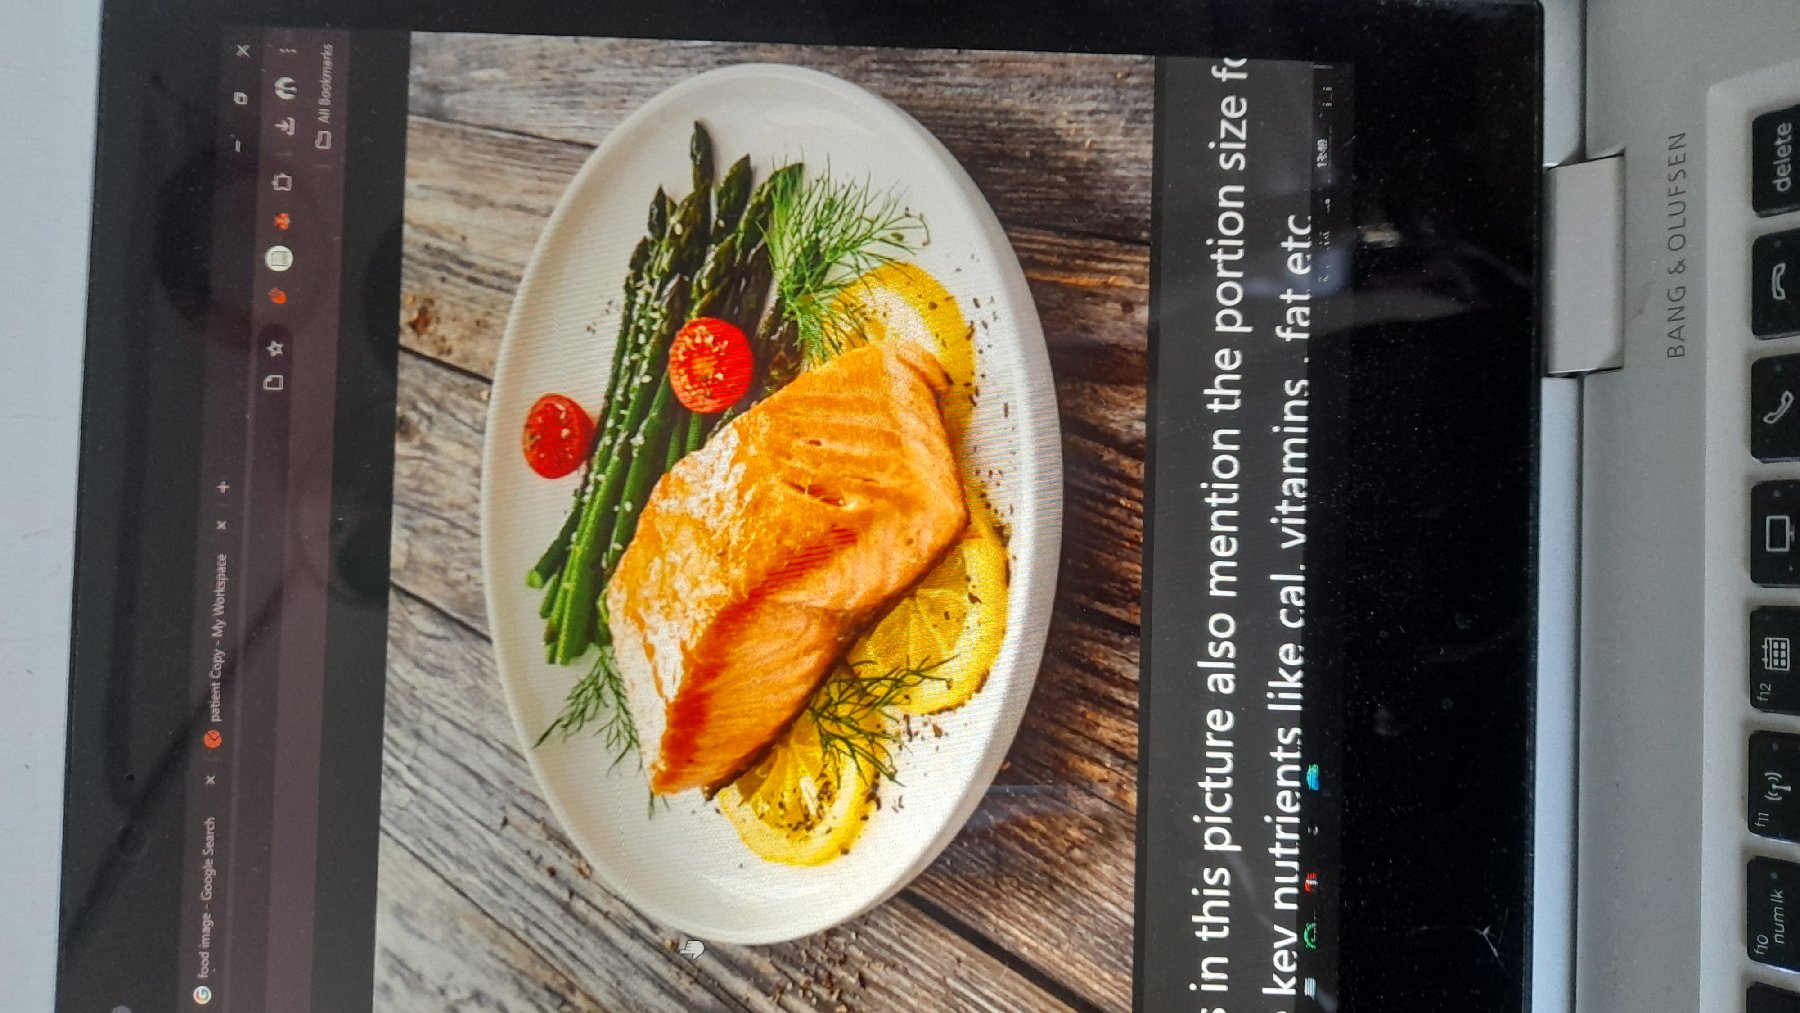 food image - Google Search
patient Copy - My Workspace
All Bookmarks
s in this picture also mention the portion size fo
key nutrients like cal, vitamins , fat etc
BANG & OLUFSEN
f10
num lk
f11
f12
delete